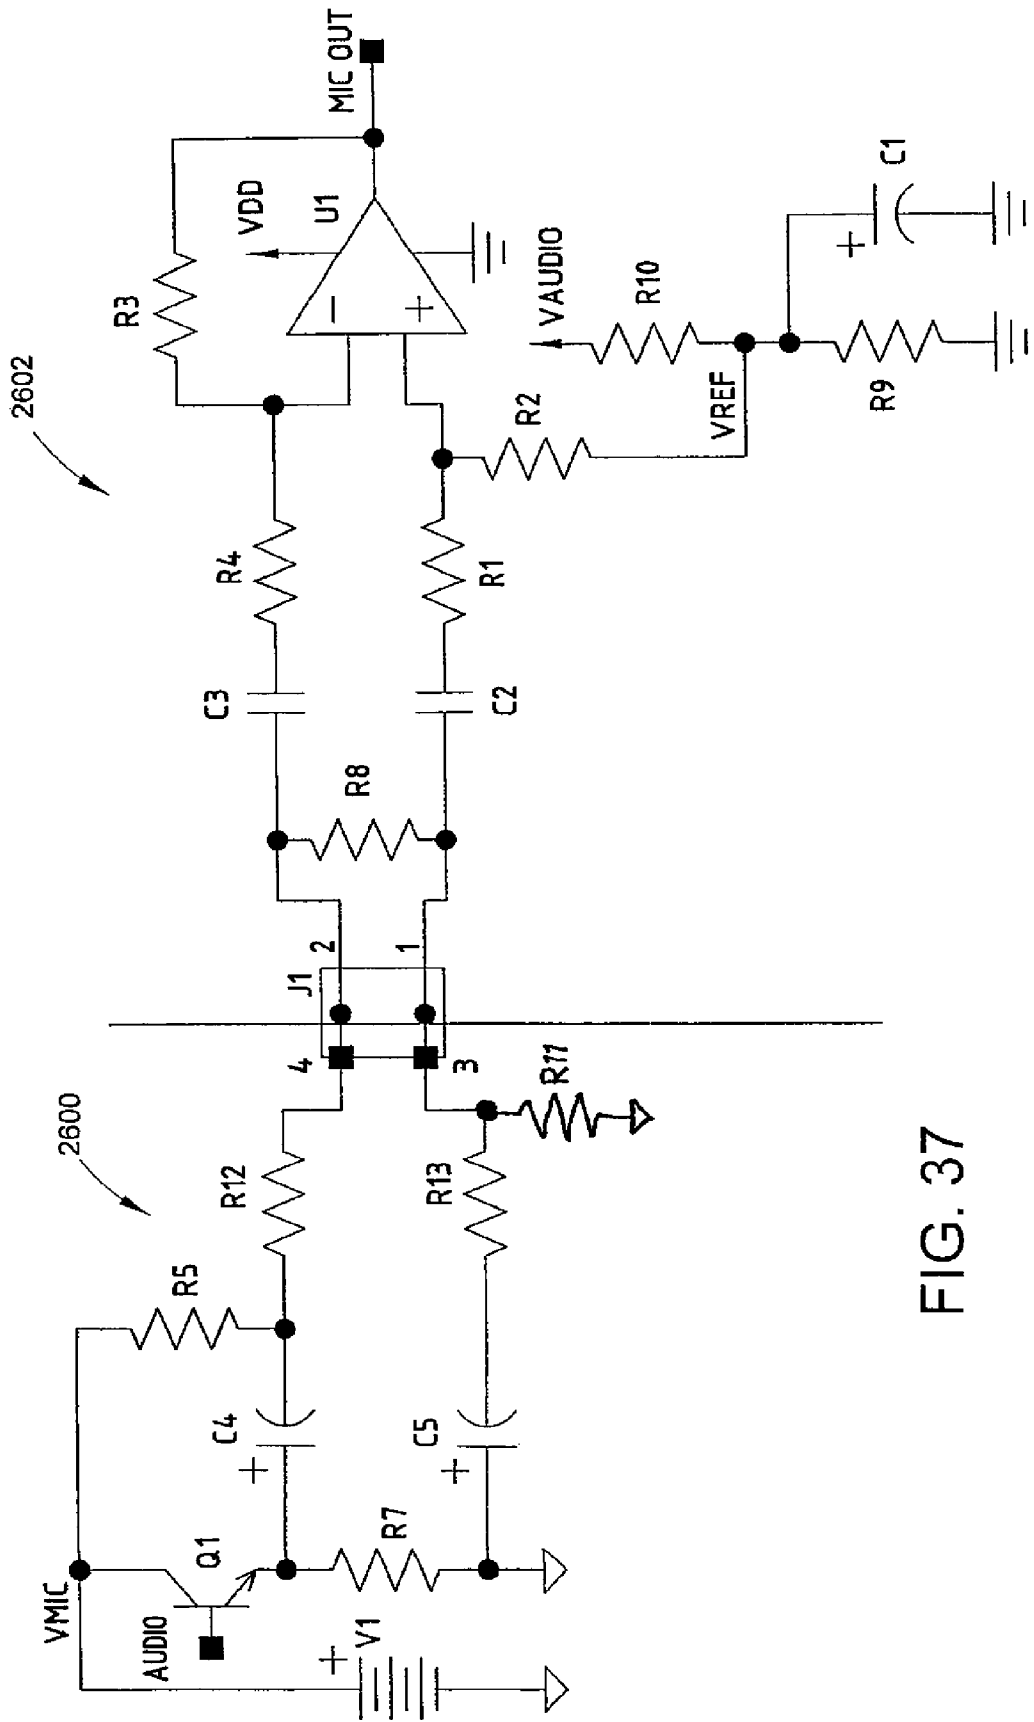 2602
2600
MIC OUT
R3
VDD
U1
−
+
VAUDIO
R10
C1
+
R9
VREF
R2
R4
R1
C3
C2
R8
J1
2
1
4
3
R11
R12
R13
R5
C4
+
C5
+
R7
Q1
VMIC
AUDIO
V1
+
FIG. 37